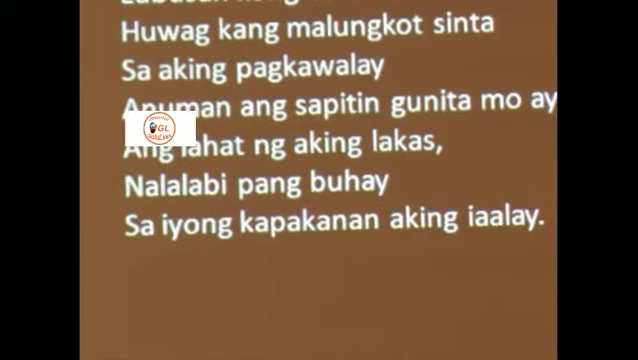 Huwag kang malungkot sinta
Sa aking pagkawalay
Anuman ang sapitin gunita mo ay
GL
Ang lahat ng aking lakas,
Nalalabi pang buhay
Sa iyong kapakanan aking iaalay.